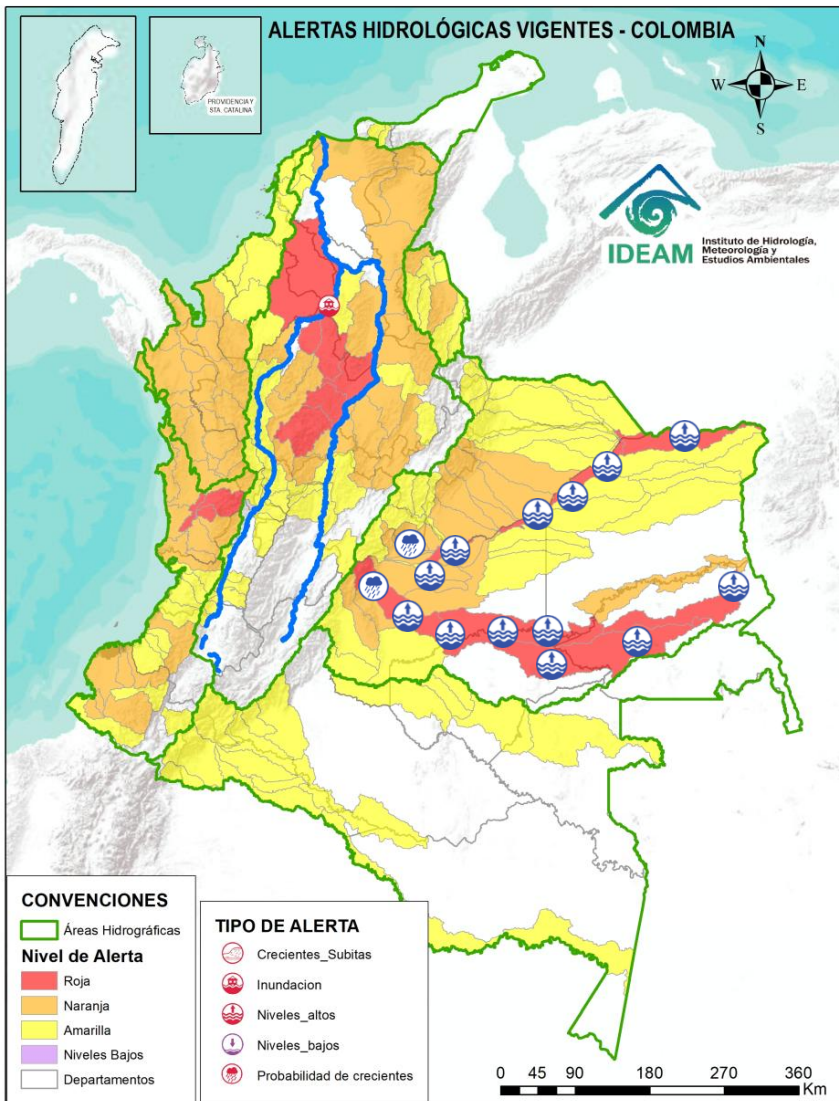 ALERTAS HIDROLÓGICAS VIGENTES - COLOMBIA
PROVIDENCIA Y
STA. CATALINA
N
W
E
S
IDEAM
Instituto de Hidrología,
Meteorología y
Estudios Ambientales
CONVENCIONES
Áreas Hidrográficas
Nivel de Alerta
Roja
Naranja
Amarilla
Niveles Bajos
Departamentos
TIPO DE ALERTA
Crecientes_Subitas
Inundacion
Niveles_altos
Niveles_bajos
Probabilidad de crecientes
0 45 90 180 270 360
Km